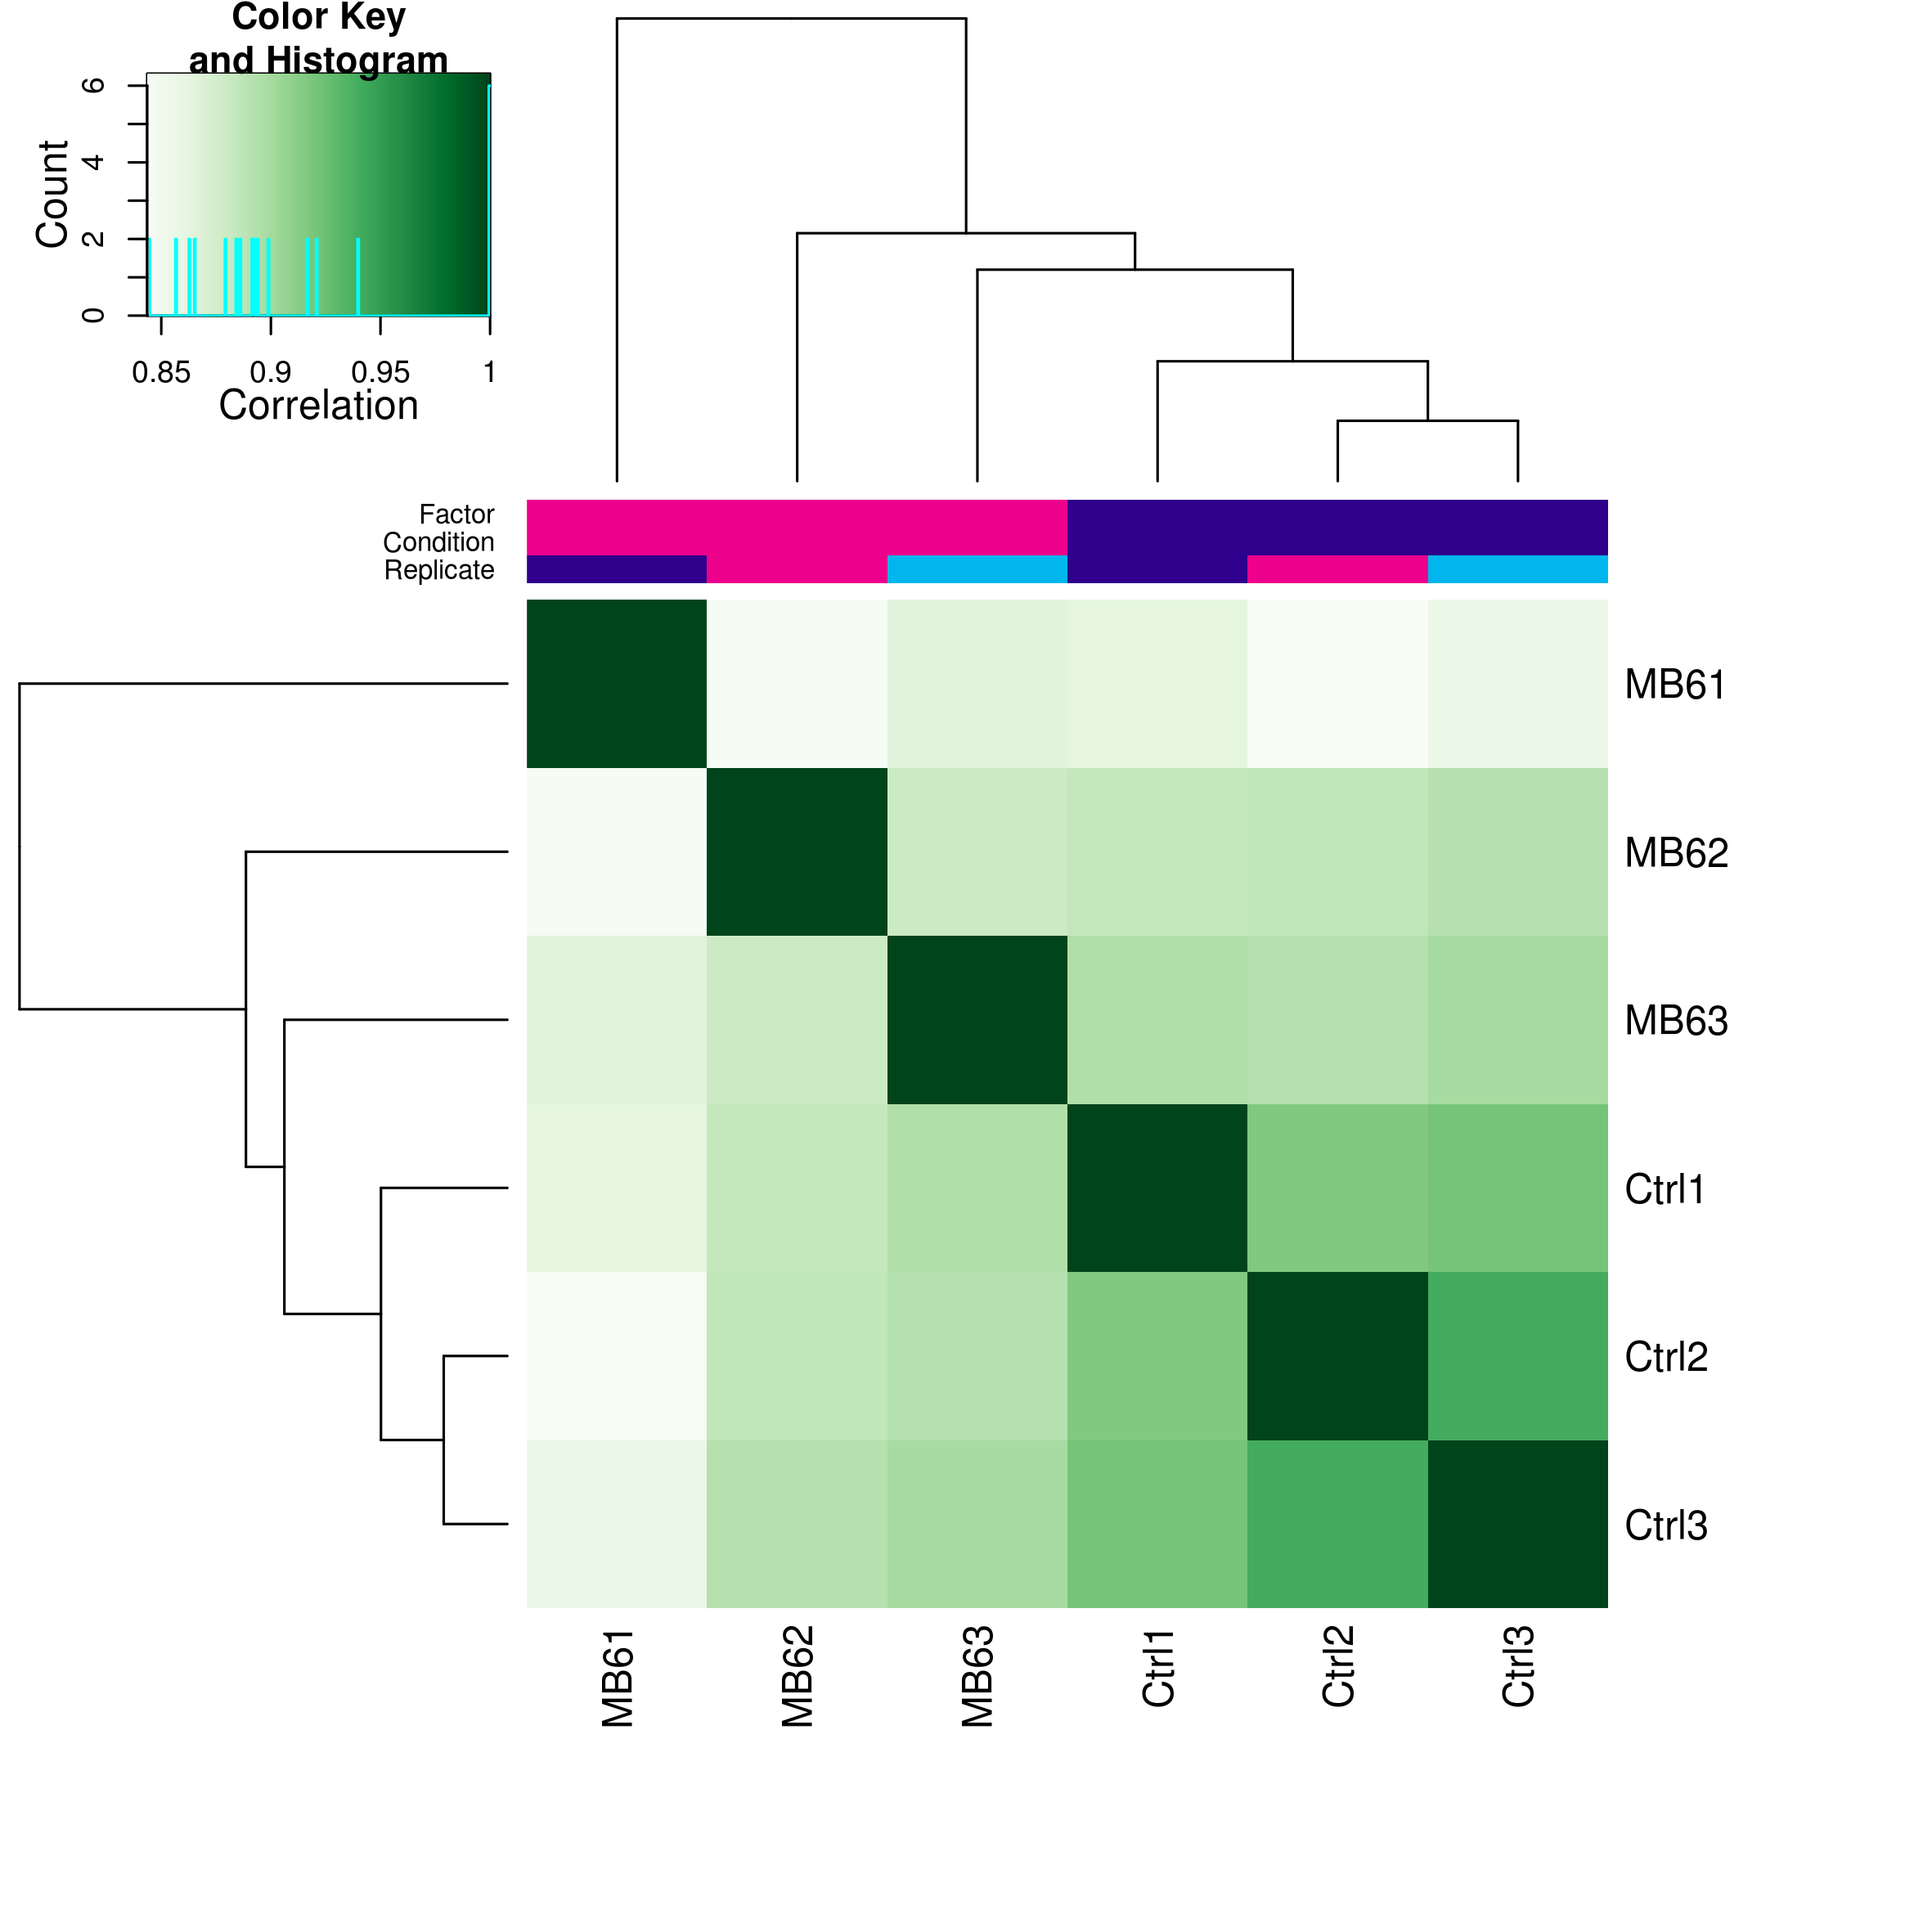 Color Key
and Histogram
Count
0
2
4
6
0.85 0.9 0.95 1
Correlation
Factor
Condition
Replicate
MB61
MB62
MB63
Ctrl1
Ctrl2
Ctrl3
MB61 MB62 MB63 Ctrl1 Ctrl2 Ctrl3